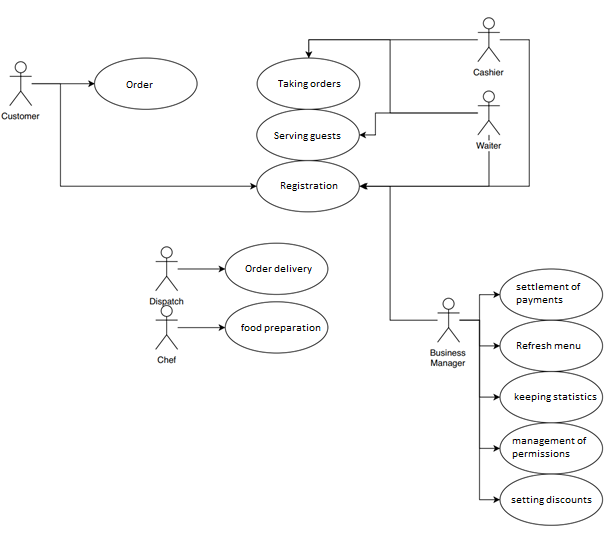 Cashier
Order
Taking orders
Customer
Serving guests
Waiter
Registration
Order delivery
Dispatch
settlement of
payments
food preparation
Refresh menu
Chef
Business
Manager
keeping statistics
management of
permissions
setting discounts